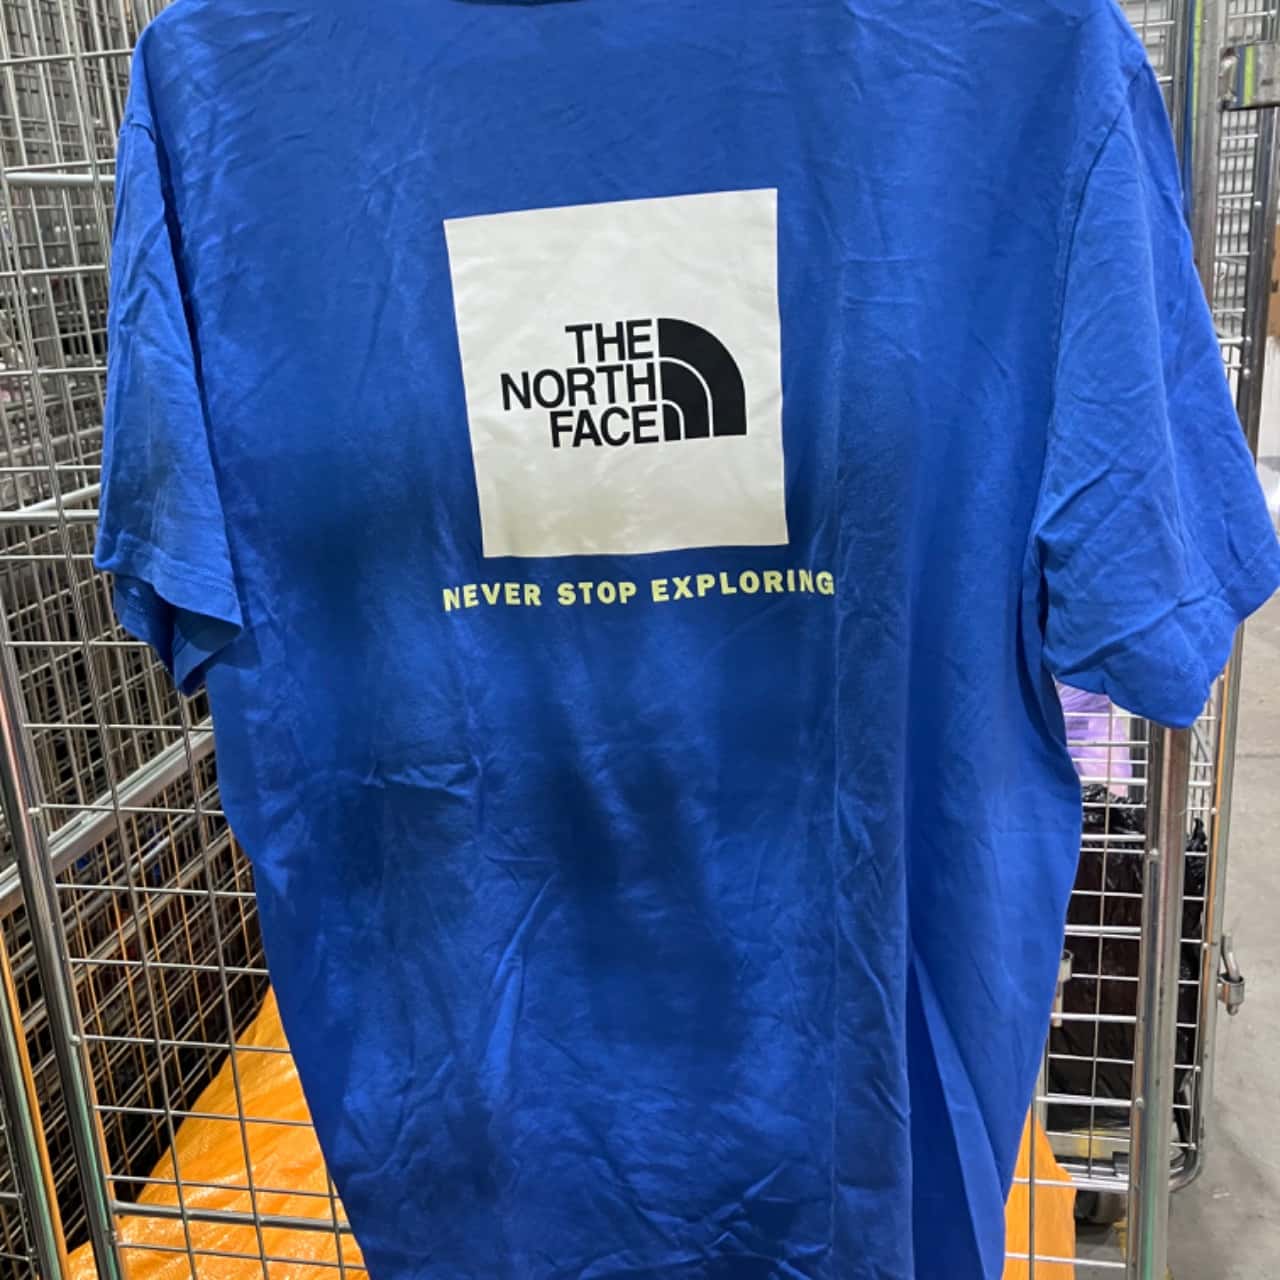 THE
NORTH
FACE
NEVER STOP EXPLORING